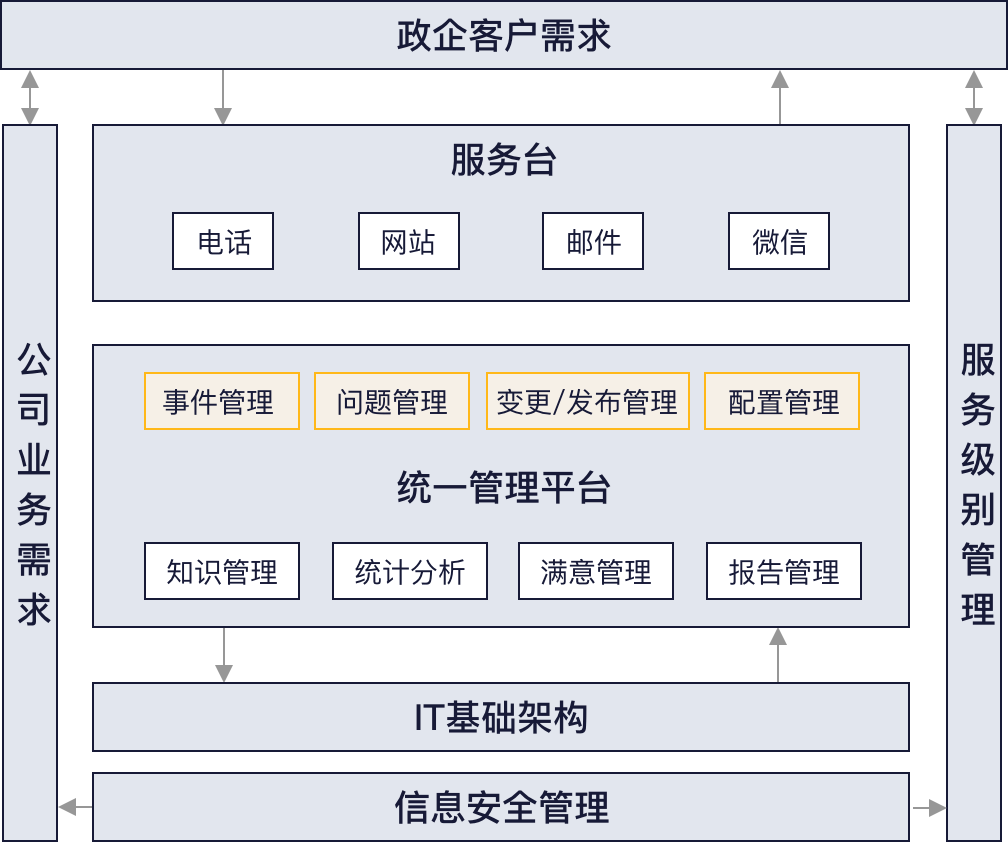 政企客户需求
服务台
电话
网站
邮件
微信
公司业务需求
服务级别管理
事件管理
问题管理
变更/发布管理
配置管理
统一管理平台
知识管理
统计分析
满意管理
报告管理
IT基础架构
信息安全管理